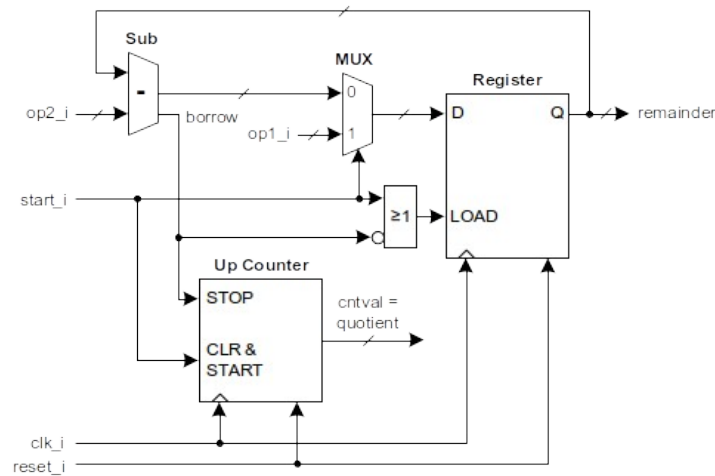 Sub
MUX
Register
-
op2_i
borrow
0
op1_i
1
D
Q
remainder
start_i
≥1
LOAD
Up Counter
STOP
cntval =
quotient
CLR &
START
clk_i
reset_i